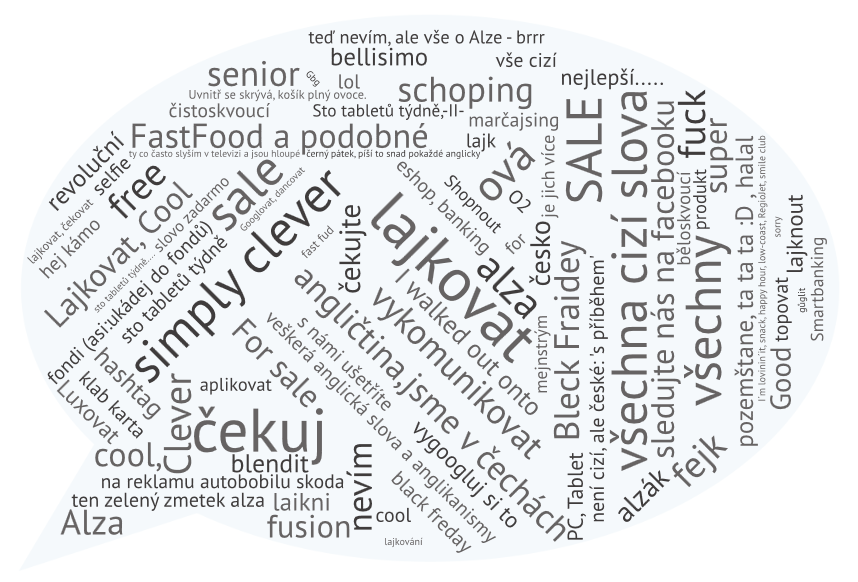 teď nevím, ale vše o Alze - brrr
bellisimo
vše cizí
senior
Gbg
lol
nejlepší.....
Uvnitř se skrývá, košík plný ovoce.
schoping
čistoskvoucí
Sto tabletů týdně,-II-
marčajsing
FastFood a podobné
lajk
ty co často slyším v televizi a jsou hloupé
černý pátek, píší to snad pokaždé anglicky
revoluční
selfie
free
sale
Googlovat, dancovat
lajkovat, čekovat
hej kámo
Lajkovat, Cool
slovo zadarmo
sto tabletů týdně....
fondi (asi:ukádej do fondů)
sto tabletů týdně
simply clever
fast fud
čekujte
eshop, banking
Shopnout
ová
O2
for
je jich více
SALE
česko
lajkovat
alza
I walked out onto
vykomunikovat
angličtina,jsme v čechách
mejnstrým
Bleck Fraidey
není cizí, ale české: 's příběhem'
PC, Tablet
všechna cizí slova
sledujte nás na facebooku
fuck
běloskvoucí
produkt
super
všechny
pozemštane, ta ta ta :D , halal
I'm lovinin'it, snack, happy hour, low-coast, Regiolet, smile club
sorry
Good
topovat
lajknout
gúglit
Smartbanking
alzák
fejk
hashtag
klab karta
Luxovat
For sale
s námi ušetříte
veškerá anglická slova a anglikanismy
vygoogluj si to
black freday
aplikovat
Clever
čekuj
cool,
blendit
na reklamu autobobilu skoda
ten zelený zmetek alza
laikni
nevím
Alza
fusion
cool
lajkování